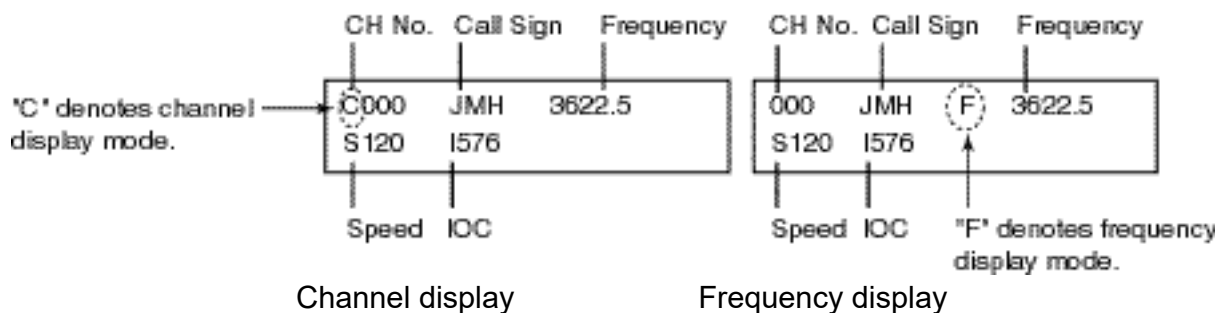 CH No. Call Sign Frequency CH No. Call Sign Frequency
"C" denotes channel display mode.
C000 JMH 3622.5
S120 I576
000 JMH F 3622.5
S120 I576
Speed IOC
Speed IOC
"F" denotes frequency
display mode.
Channel display Frequency display